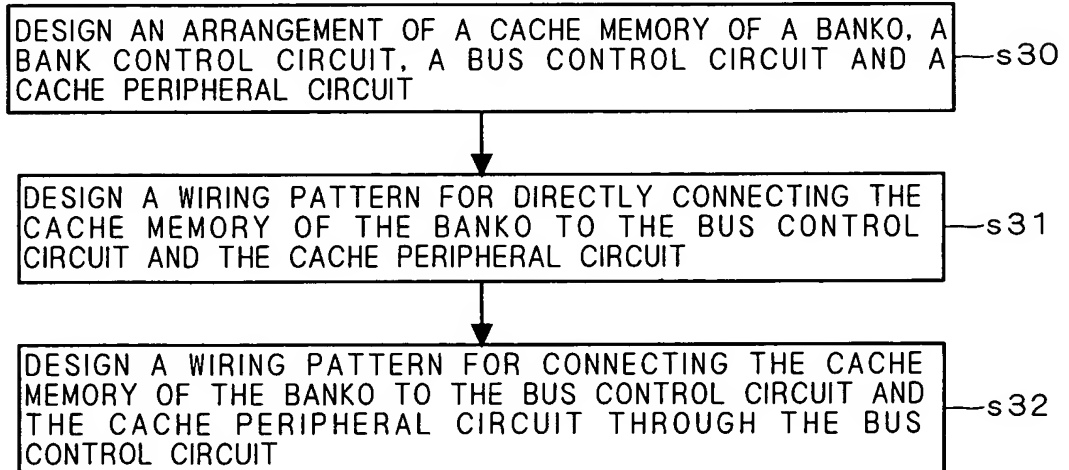 DESIGN AN ARRANGEMENT OF A CACHE MEMORY OF A BANKO, A
BANK CONTROL CIRCUIT, A BUS CONTROL CIRCUIT AND A
CACHE PERIPHERAL CIRCUIT
s30
DESIGN A WIRING PATTERN FOR DIRECTLY CONNECTING THE
CACHE MEMORY OF THE BANKO TO THE BUS CONTROL
CIRCUIT AND THE CACHE PERIPHERAL CIRCUIT
s31
DESIGN A WIRING PATTERN FOR CONNECTING THE CACHE
MEMORY OF THE BANKO TO THE BUS CONTROL CIRCUIT AND
THE CACHE PERIPHERAL CIRCUIT THROUGH THE BUS
CONTROL CIRCUIT
s32